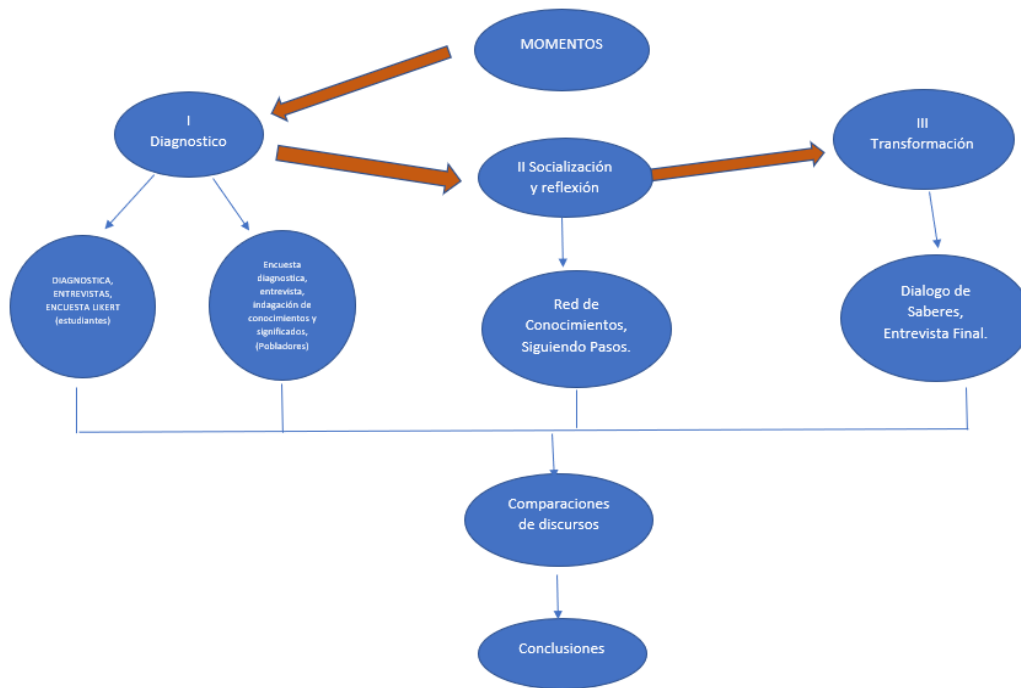 MOMENTOS
I
Diagnostico
II Socialización
y reflexión
III
Transformación
DIAGNOSTICA,
ENTREVISTAS,
ENCUESTA LIKERT
(estudiantes)
Encuesta
diagnostica,
entrevista,
indagación de
conocimientos y
significados,
(Pobladores)
Red de
Conocimientos,
Siguiendo Pasos.
Dialogo de
Saberes,
Entrevista Final.
Comparaciones
de discursos
Conclusiones